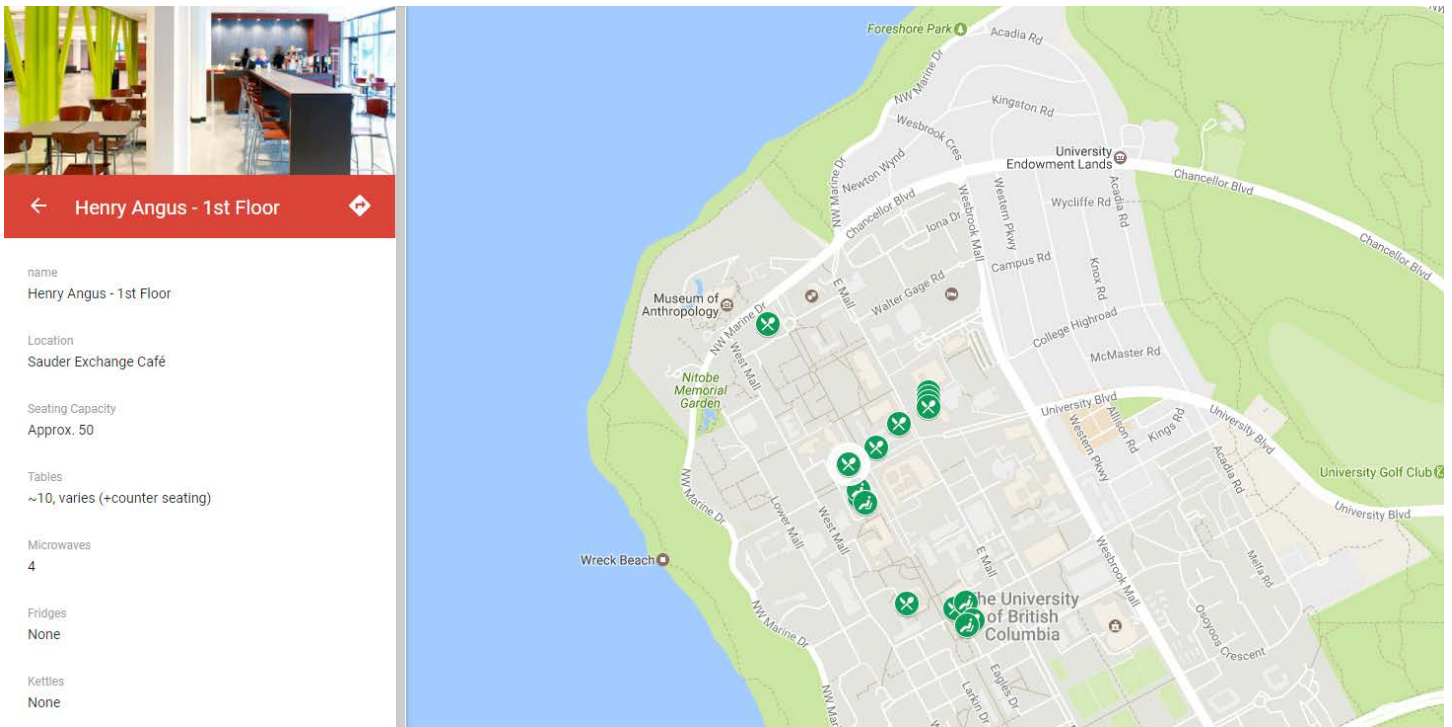 Henry Angus - 1st Floor
name
Henry Angus - 1st Floor
Location
Sauder Exchange Café
Seating Capacity
Approx. 50
Tables
~10, varies (+counter seating)
Microwaves
4
Fridges
None
Kettles
None
Foreshore Park
Acadia Rd
NW Marine Dr
Kingston Rd
Wesbrook Cres
University
Endowment Lands
Newton Wynd
Chancellor Blvd
NW Marine Dr
Chancellor Blvd
Wesbrook Mall
Western Pkwy
Wycliffe Rd
Acadia Rd
Iona Dr
Chancellor Blvd
Campus Rd
Knox Rd
E Mall
Walter Gage Rd
Museum of
Anthropology
NW Marine Dr
West Mall
College Highroad
McMaster Rd
Nitobe
Memorial
Garden
University Blvd
Western Pkwy
Allison Rd
Kings Rd
University Blvd
Acadia Rd
University Golf Club
University Blvd
NW Marine Dr
Lower Mall
West Mall
E Mall
Wesbrook Mall
Melfa Rd
Wreck Beach
NW Marine Dr
he University
of British
Columbia
Osoyoos Crescent
Eagles Dr
Larkin Dr
NW Mar